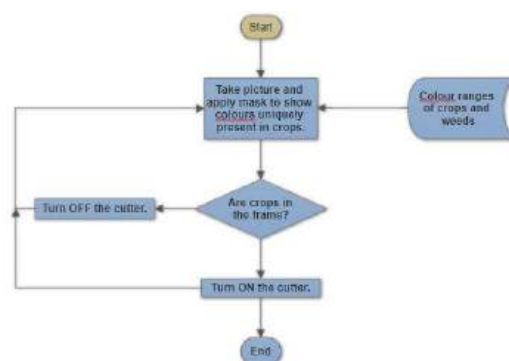 Start
Take picture and
apply mask to show
colours uniquely
present in crops.
Colour ranges
of crops and
weeds
Are crops in
the frame?
Turn OFF the cutter.
Turn ON the cutter.
End